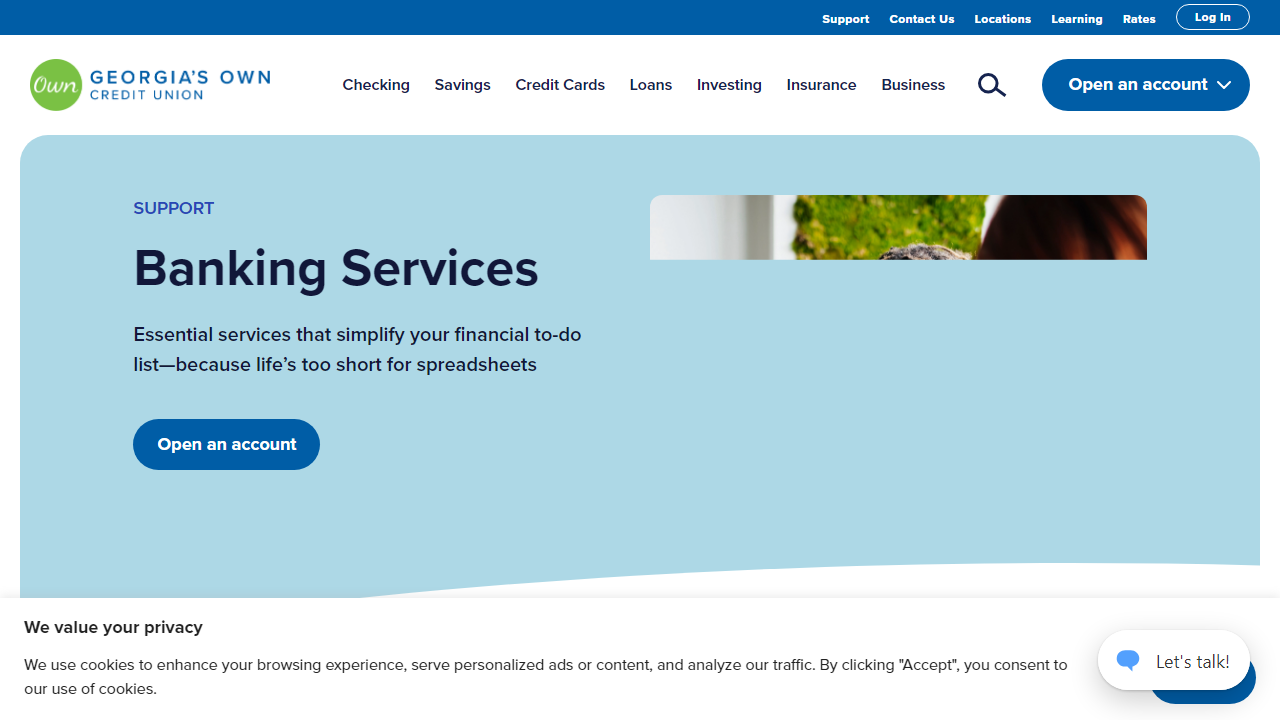 Support Contact Us Locations Learning Rates Log In
Own GEORGIA'S OWN
CREDIT UNION
Checking Savings Credit Cards Loans Investing Insurance Business Open an account
SUPPORT
Banking Services
Essential services that simplify your financial to-do
list—because life’s too short for spreadsheets
Open an account
We value your privacy
We use cookies to enhance your browsing experience, serve personalized ads or content, and analyze our traffic. By clicking "Accept", you consent to
our use of cookies.
Let's talk!